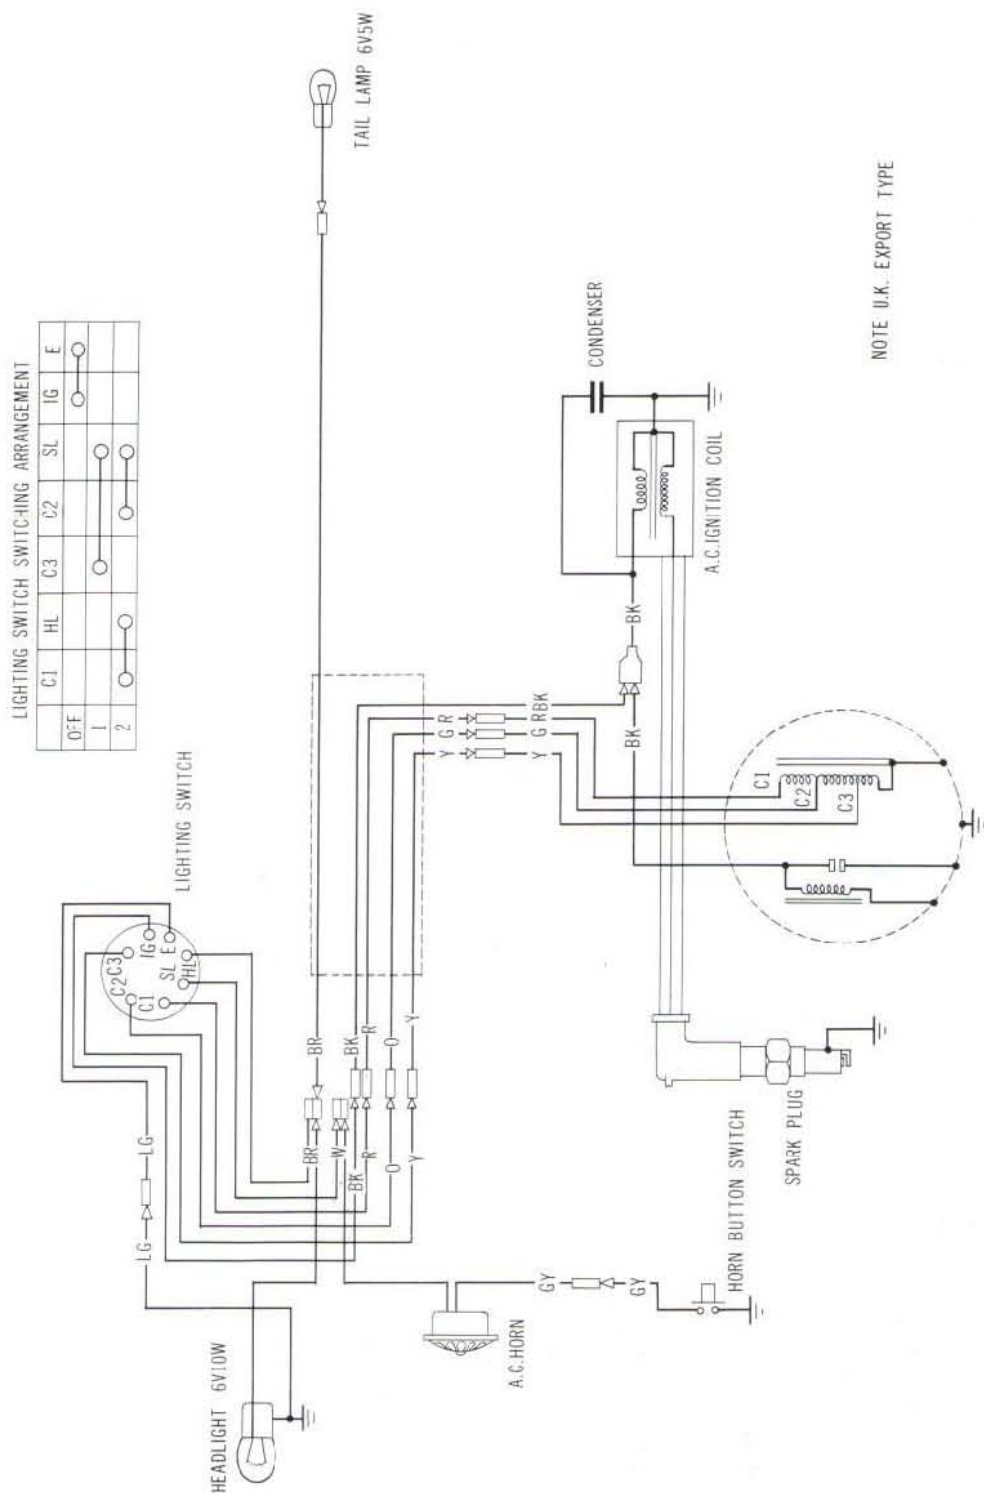 LIGHTING SWITCH SWITCHING ARRANGEMENT
C1 HL C3 C2 SL IG E
OFF
1
2
HEADLIGHT 6V10W
LIGHTING SWITCH
C1
C2
C3
IG
E
SL
HL
LG
LG
TAIL LAMP 6V5W
BR
BR
W
BK
BK
R
R
O
O
Y
Y
A.C.HORN
GY
GY
HORN BUTTON SWITCH
R
G
Y
BK
R
G
Y
BK
BK
CONDENSER
A.C.IGNITION COIL
SPARK PLUG
C1
C2
C3
NOTE U.K. EXPORT TYPE